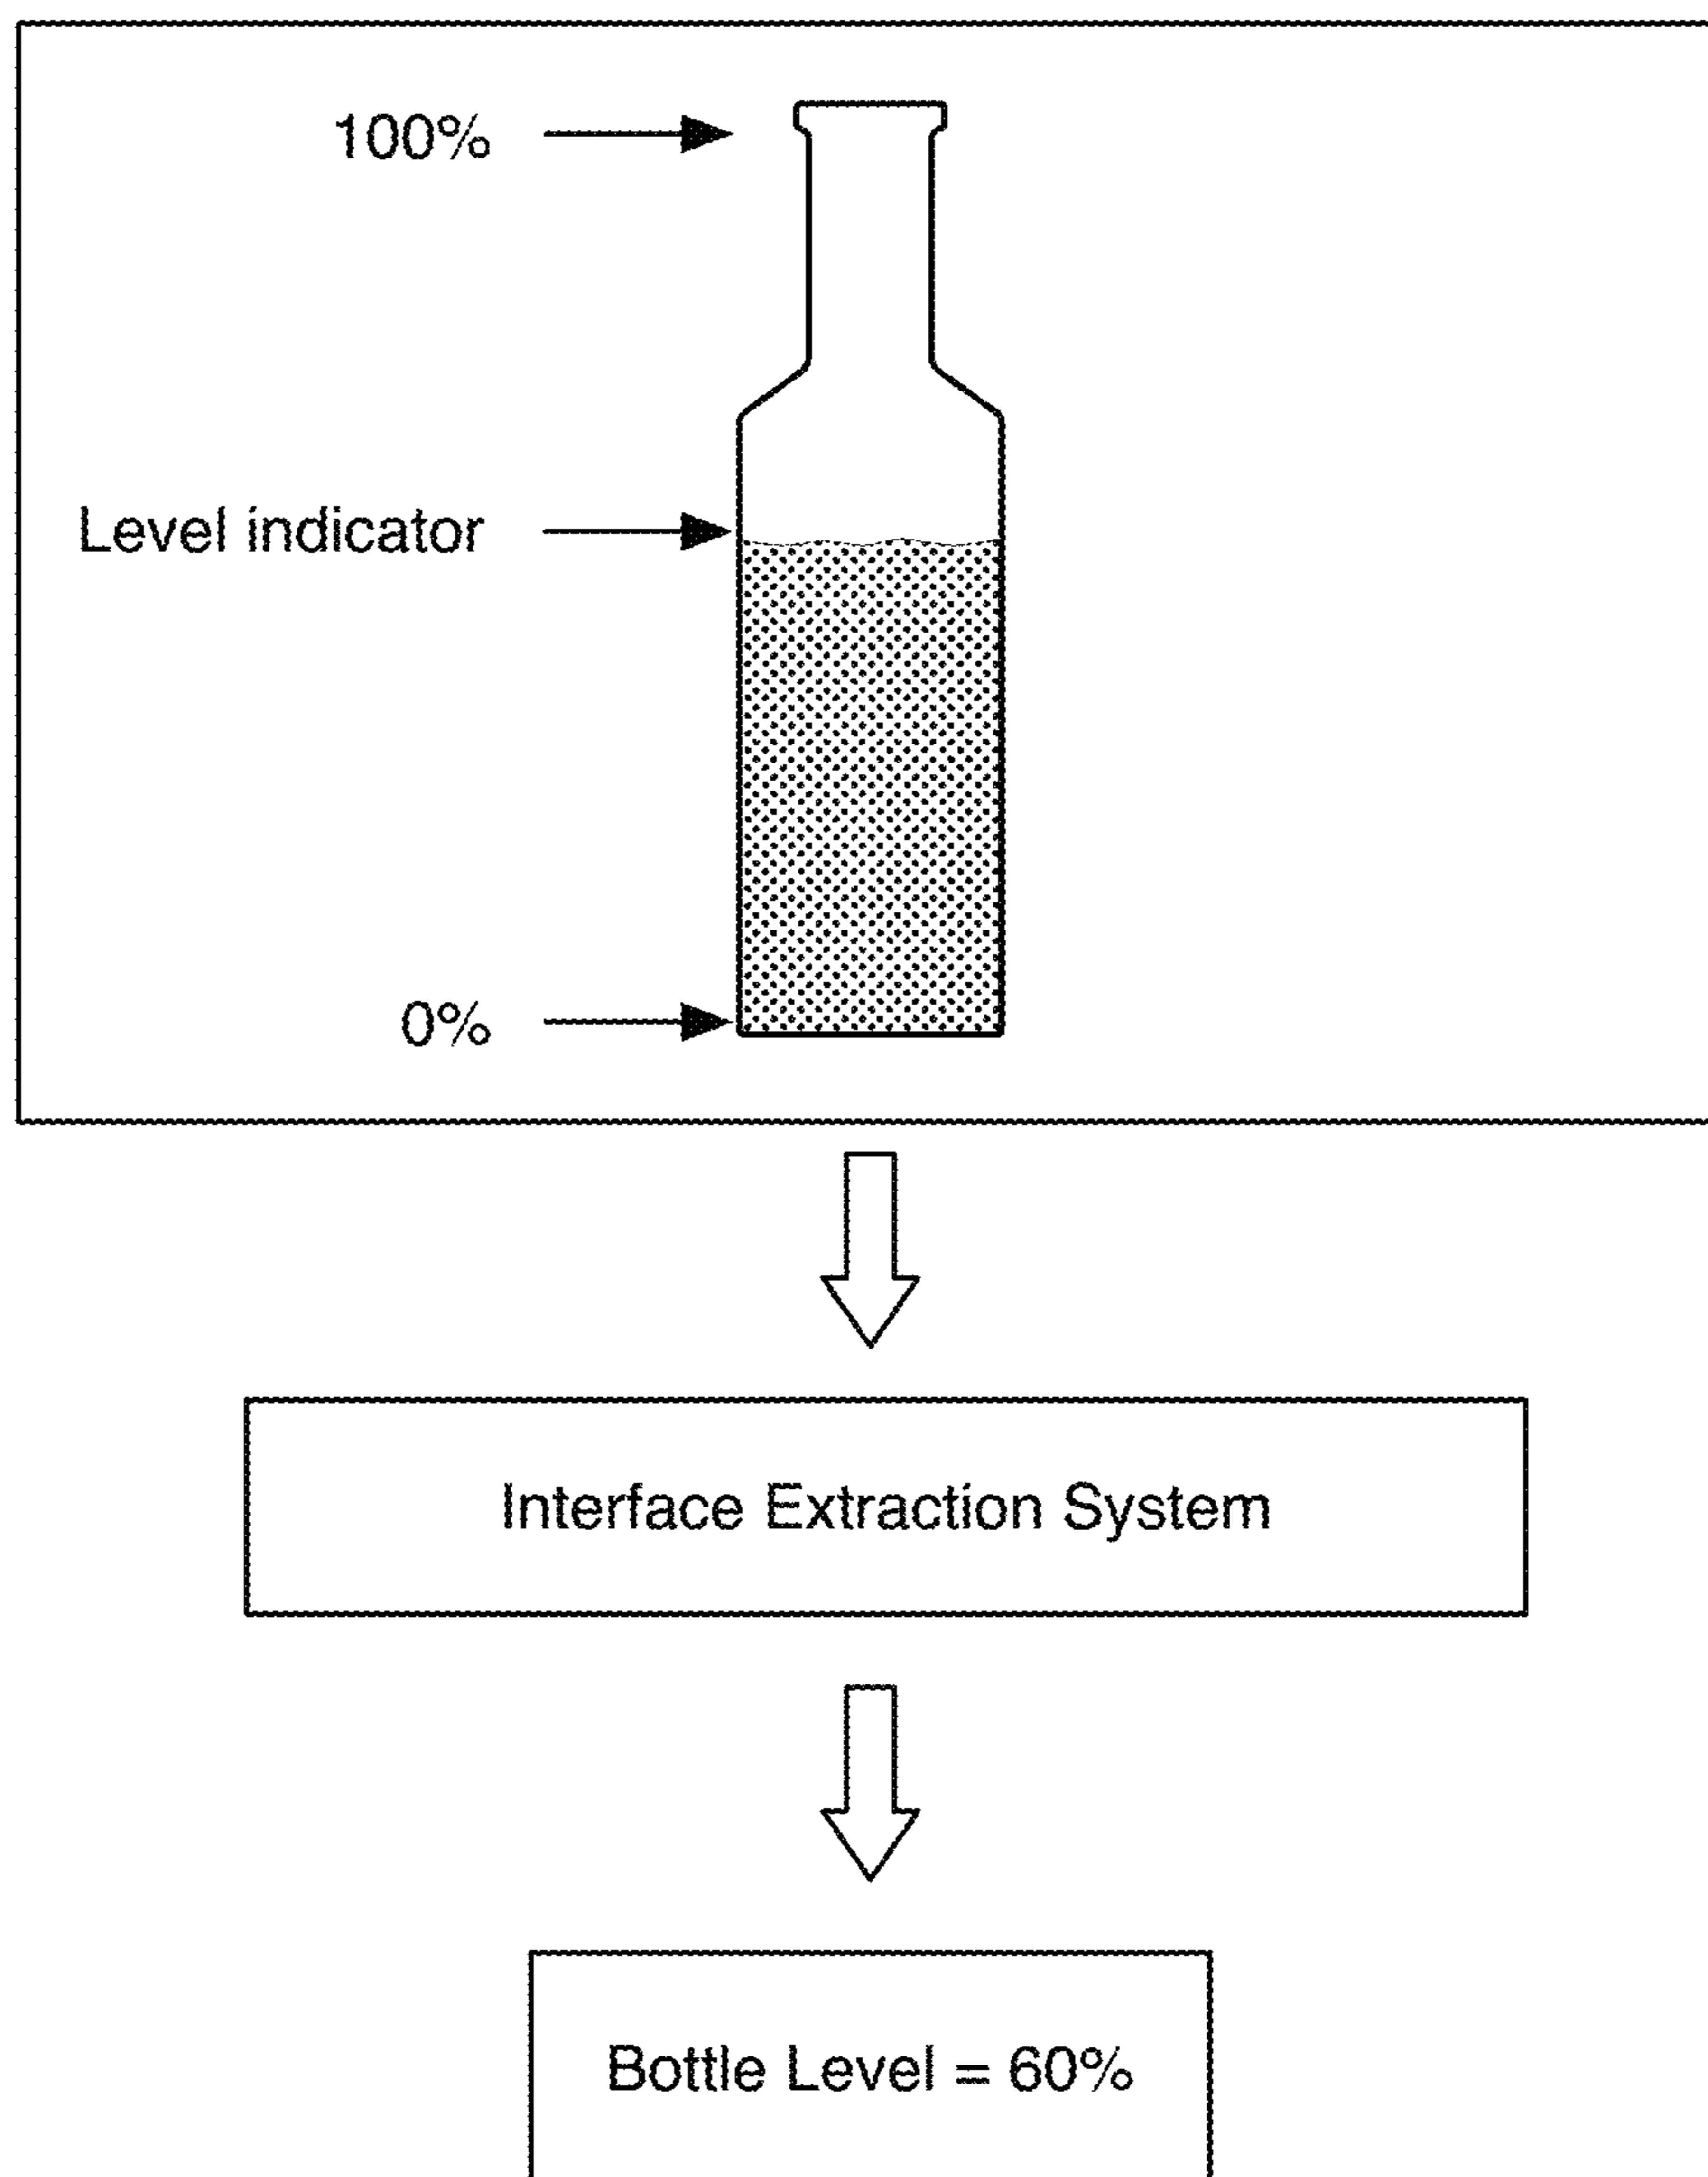 100%
Level indicator
0%
Interface Extraction System
Bottle Level = 60%